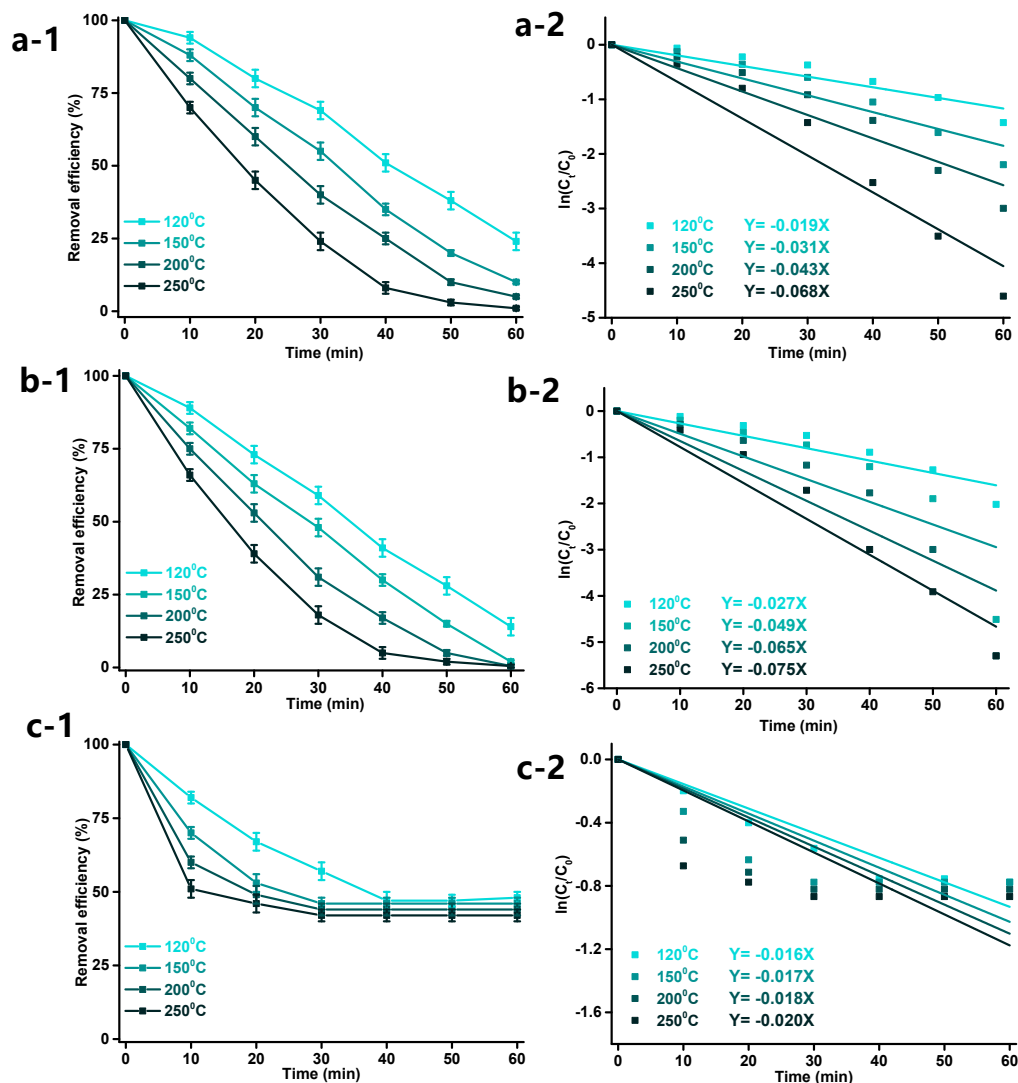 a-1
Removal efficiency (%)
100
75
50
25
0
120⁰C
150⁰C
200⁰C
250⁰C
0 10 20 30 40 50 60
Time (min)
a-2
ln(Cₜ/C₀)
0
-1
-2
-3
-4
-5
120⁰C Y= -0.019X
150⁰C Y= -0.031X
200⁰C Y= -0.043X
250⁰C Y= -0.068X
0 10 20 30 40 50 60
Time (min)
b-1
Removal efficiency (%)
100
75
50
25
0
120⁰C
150⁰C
200⁰C
250⁰C
0 10 20 30 40 50 60
Time (min)
b-2
ln(Cₜ/C₀)
0
-1
-2
-3
-4
-5
-6
120⁰C Y= -0.027X
150⁰C Y= -0.049X
200⁰C Y= -0.065X
250⁰C Y= -0.075X
0 10 20 30 40 50 60
Time (min)
c-1
Removal efficiency (%)
100
75
50
25
0
120⁰C
150⁰C
200⁰C
250⁰C
0 10 20 30 40 50 60
Time (min)
c-2
ln(Cₜ/C₀)
0.0
-0.4
-0.8
-1.2
-1.6
120⁰C Y= -0.016X
150⁰C Y= -0.017X
200⁰C Y= -0.018X
250⁰C Y= -0.020X
0 10 20 30 40 50 60
Time (min)